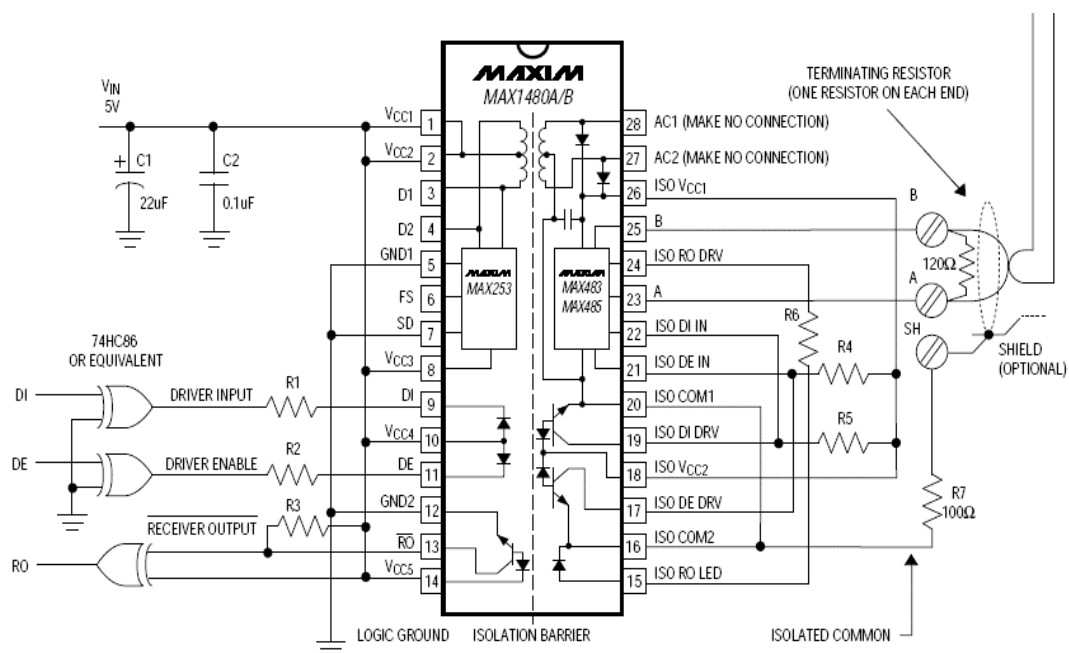 VIN
5V
C1
22uF
C2
0.1uF
+
74HC86
OR EQUIVALENT
DI
DE
RO
DRIVER INPUT
R1
DRIVER ENABLE
R2
R3
RECEIVER OUTPUT
VCC1
VCC2
D1
D2
GND1
FS
SD
VCC3
DI
VCC4
DE
GND2
RO
VCC5
1
2
3
4
5
6
7
8
9
10
11
12
13
14
MAXIM
MAX1480A/B
MAXIM
MAX253
MAXIM
MAX483
MAX485
28
27
26
25
24
23
22
21
20
19
18
17
16
15
AC1 (MAKE NO CONNECTION)
AC2 (MAKE NO CONNECTION)
ISO VCC1
B
ISO RO DRV
A
ISO DI IN
ISO DE IN
ISO COM1
ISO DI DRV
ISO VCC2
ISO DE DRV
ISO COM2
ISO RO LED
R6
R4
R5
TERMINATING RESISTOR
(ONE RESISTOR ON EACH END)
B
120Ω
A
SH
SHIELD
(OPTIONAL)
R7
100Ω
LOGIC GROUND
ISOLATION BARRIER
ISOLATED COMMON